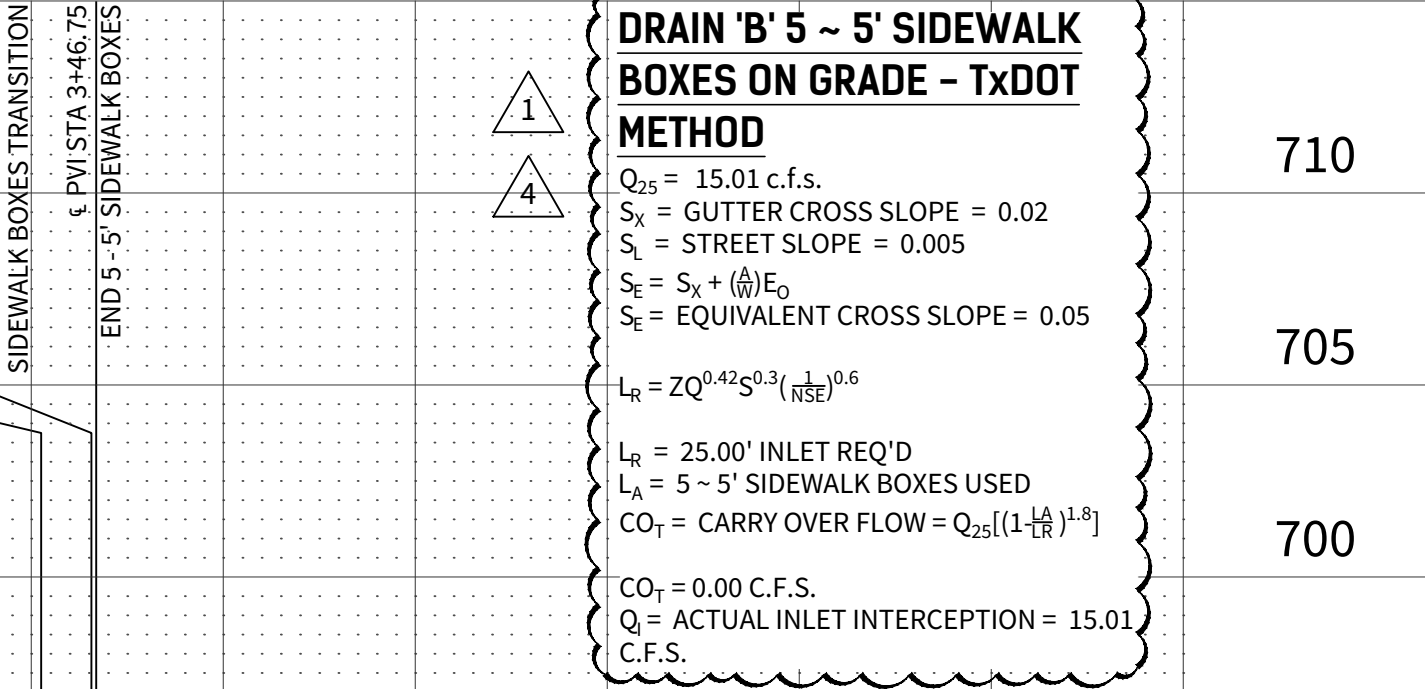 SIDEWALK BOXES TRANSITION
℄ PVI STA 3+46.75
END 5 - 5' SIDEWALK BOXES
1
4
DRAIN 'B' 5 ~ 5' SIDEWALK
BOXES ON GRADE – TxDOT
METHOD
Q25 = 15.01 c.f.s.
SX = GUTTER CROSS SLOPE = 0.02
SL = STREET SLOPE = 0.005
SE = SX + (A/W)EO
SE = EQUIVALENT CROSS SLOPE = 0.05
LR = ZQ^0.42S^0.3(1/NSE)^0.6
LR = 25.00' INLET REQ'D
LA = 5 ~ 5' SIDEWALK BOXES USED
COT = CARRY OVER FLOW = Q25[(1-LA/LR)^1.8]
COT = 0.00 C.F.S.
QI = ACTUAL INLET INTERCEPTION = 15.01
C.F.S.
710
705
700